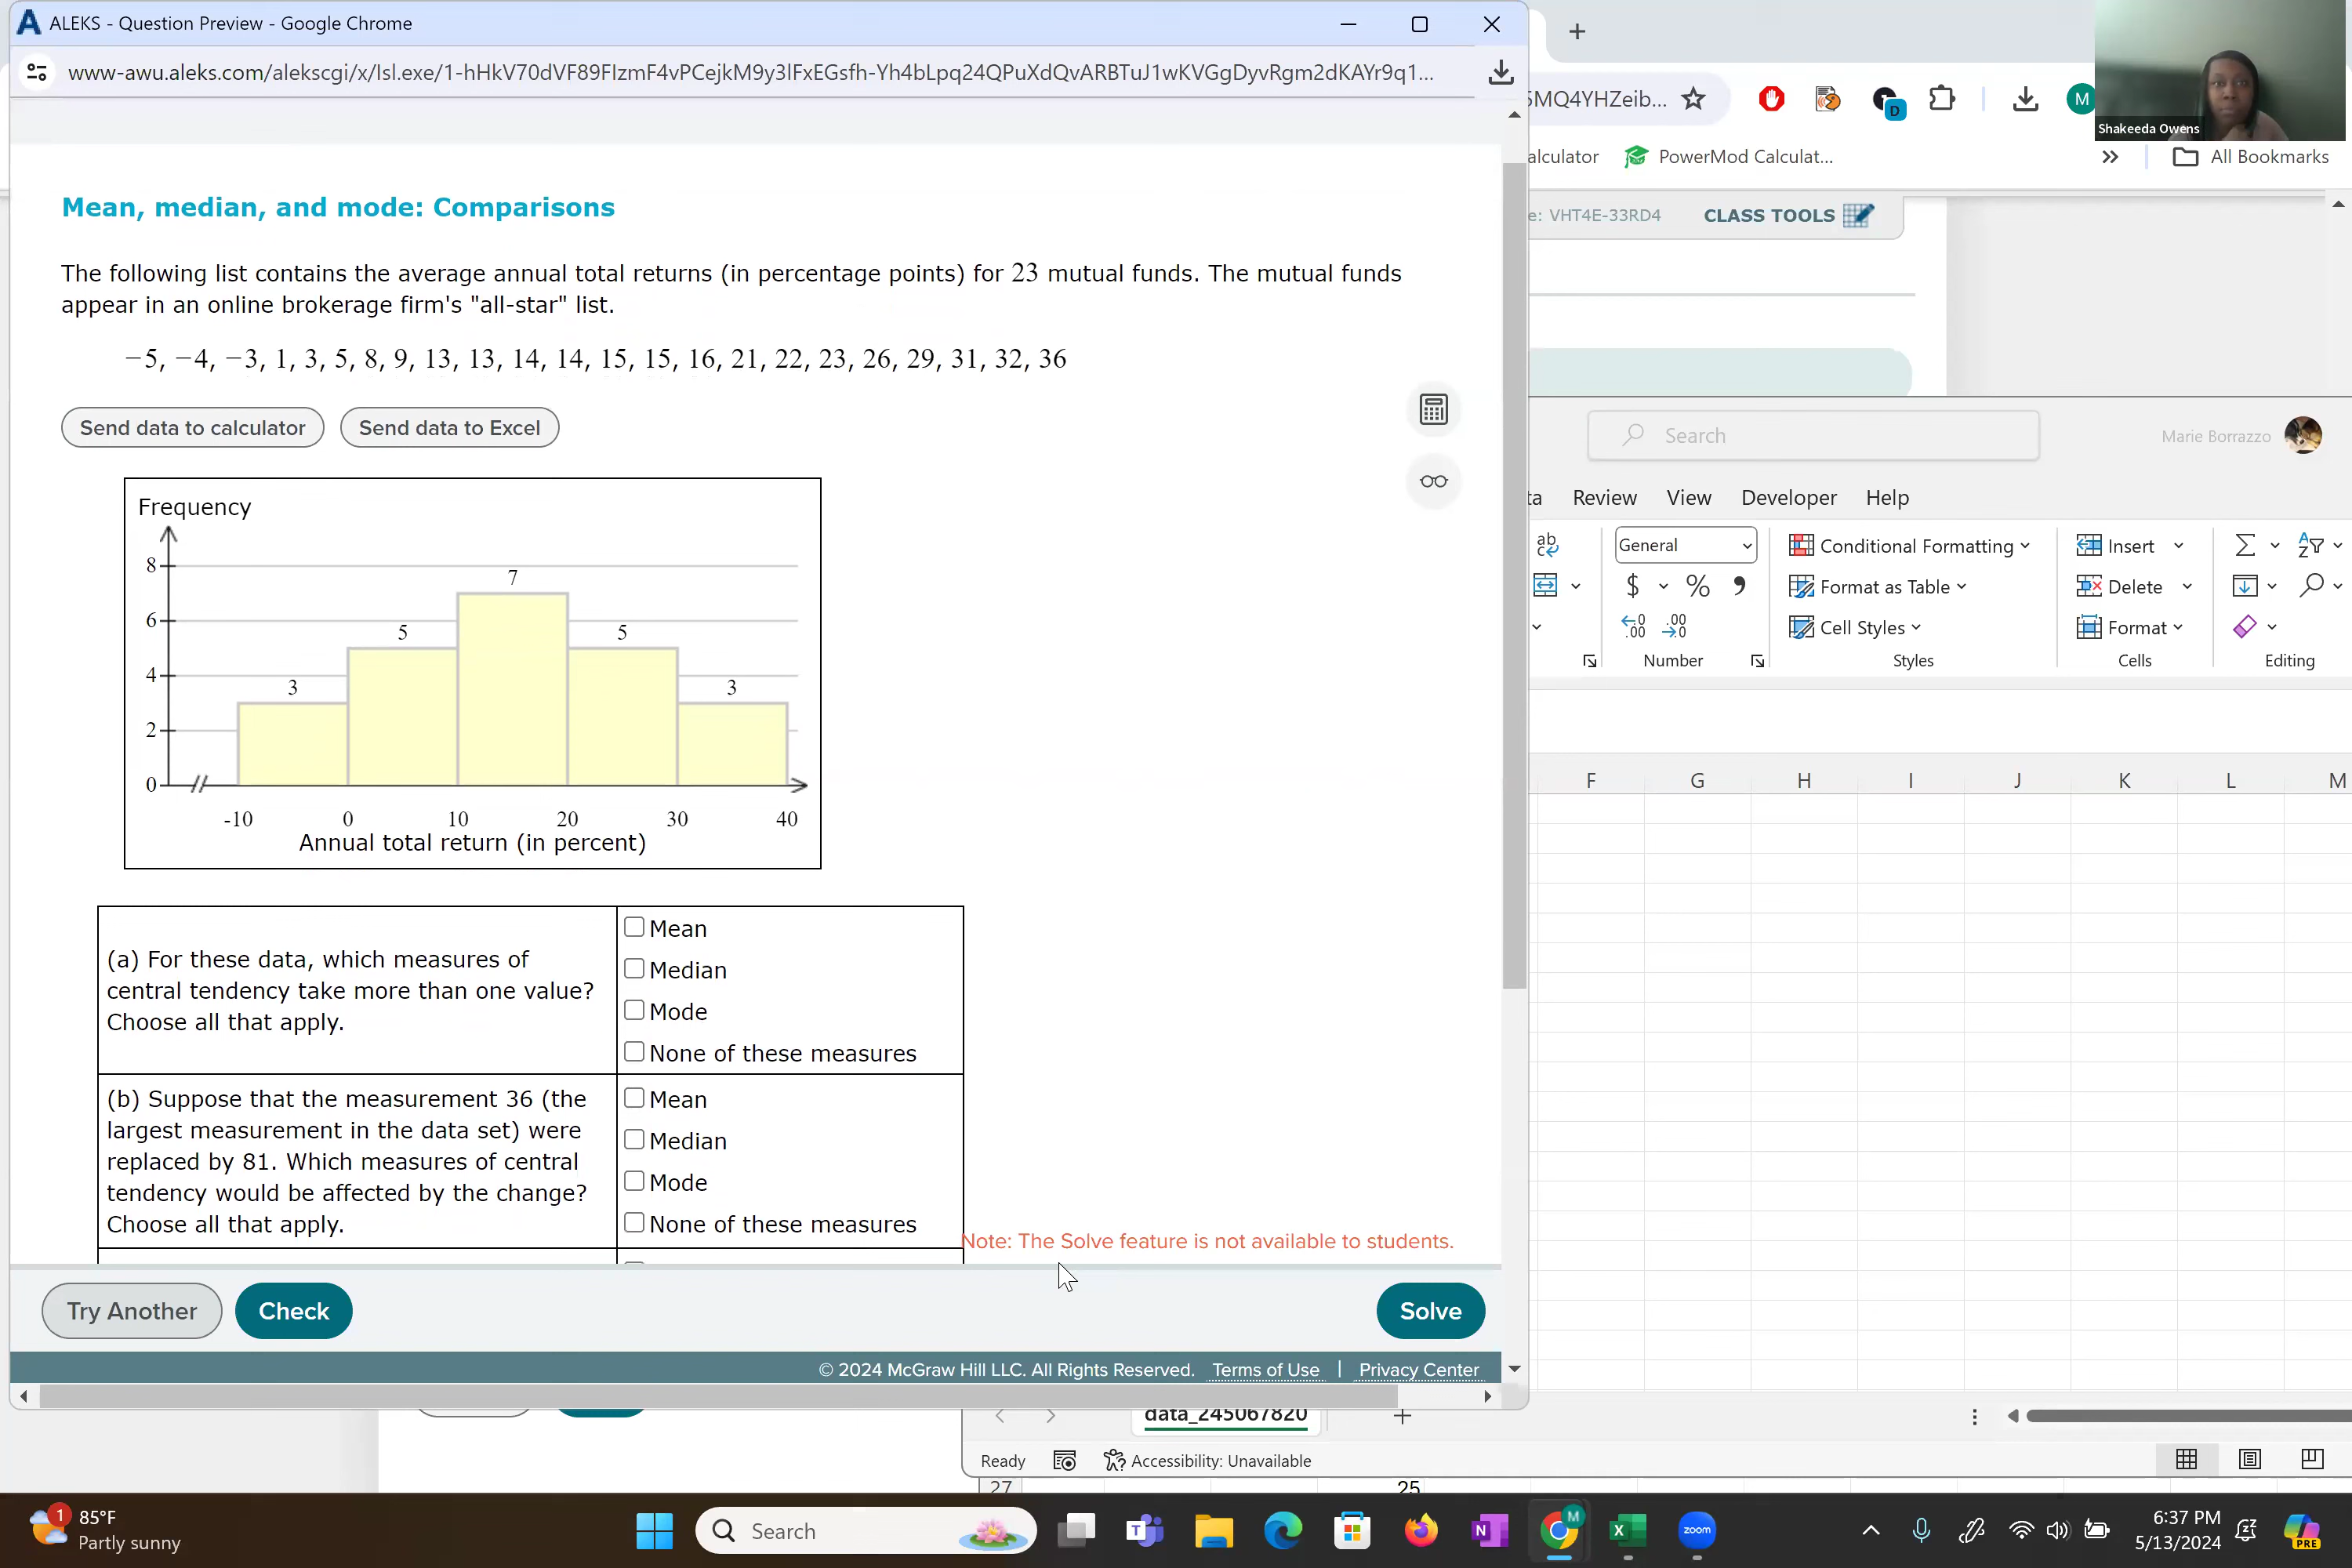 ALEKS - Question Preview - Google Chrome
www-awu.aleks.com/alekscgi/x/Isl.exe/1-hHkV70dVF89FIzmF4vPCejkM9y3lFxEGsfh-Yh4bLpq24QPuXdQvARBTuJ1wKVGgDyvRgm2dKAYr9q1...
5MQ4YHZeib...
D
M
Shakeeda Owens
alculator
PowerMod Calculat...
All Bookmarks
e: VHT4E-33RD4
CLASS TOOLS
Mean, median, and mode: Comparisons
The following list contains the average annual total returns (in percentage points) for 23 mutual funds. The mutual funds
appear in an online brokerage firm's "all-star" list.
−5, −4, −3, 1, 3, 5, 8, 9, 13, 13, 14, 14, 15, 15, 16, 21, 22, 23, 26, 29, 31, 32, 36
Send data to calculator
Send data to Excel
Frequency
8
6
4
2
0
3
5
7
5
3
-10 0 10 20 30 40
Annual total return (in percent)
(a) For these data, which measures of
central tendency take more than one value?
Choose all that apply.
Mean
Median
Mode
None of these measures
(b) Suppose that the measurement 36 (the
largest measurement in the data set) were
replaced by 81. Which measures of central
tendency would be affected by the change?
Choose all that apply.
Mean
Median
Mode
None of these measures
Note: The Solve feature is not available to students.
Try Another
Check
Solve
© 2024 McGraw Hill LLC. All Rights Reserved. Terms of Use | Privacy Center
Search
Marie Borrazzo
ta Review View Developer Help
General
Conditional Formatting
Format as Table
Cell Styles
Insert
Delete
Format
Number
Styles
Cells
Editing
F G H I J K L M
data_245067820
Ready
Accessibility: Unavailable
27
25
1
85°F
Partly sunny
Search
zoom
6:37 PM
5/13/2024
PRE